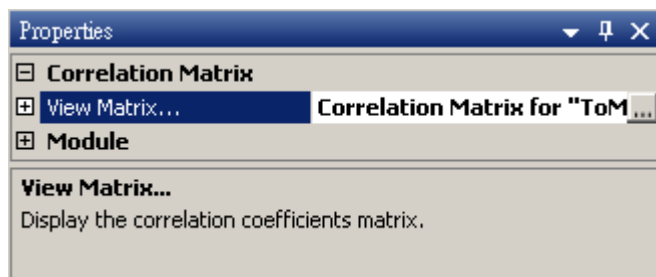 Properties
Correlation Matrix
View Matrix... Correlation Matrix for "ToM ...
Module
View Matrix...
Display the correlation coefficients matrix.